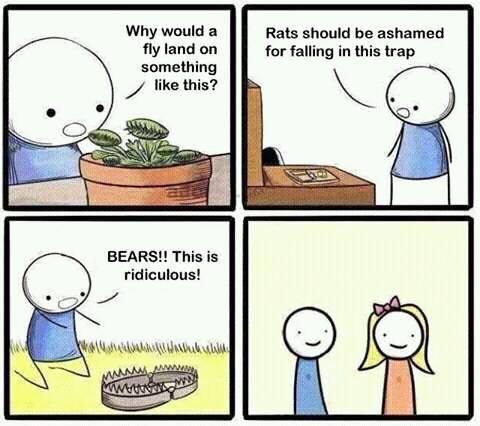 Why would a
fly land on
something
like this?
Rats should be ashamed
for falling in this trap
BEARS!! This is
ridiculous!